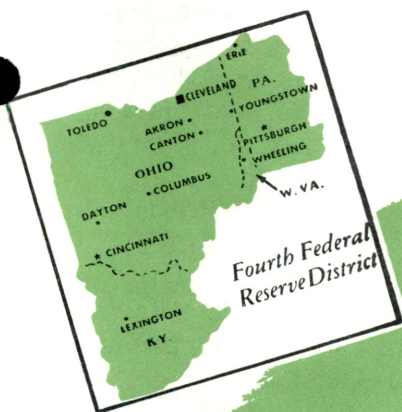 ERIE
CLEVELAND
PA.
TOLEDO
YOUNGSTOWN
AKRON
CANTON
PITTSBURGH
OHIO
WHEELING
COLUMBUS
W. VA.
DAYTON
CINCINNATI
Fourth Federal
Reserve District
LEXINGTON
KY.